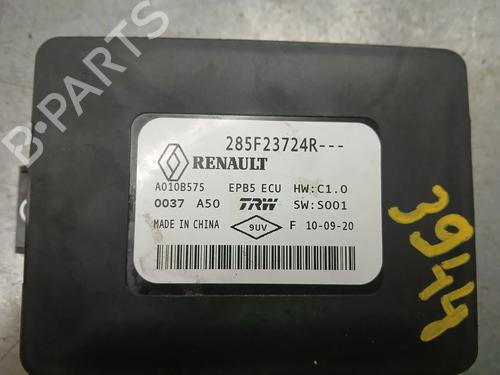 B-PARTS
285F23724R---
RENAULT
A010B575 EPB5 ECU HW:C1.0
0037 A50 TRW SW:S001
MADE IN CHINA 9UV F 10-09-20
3944